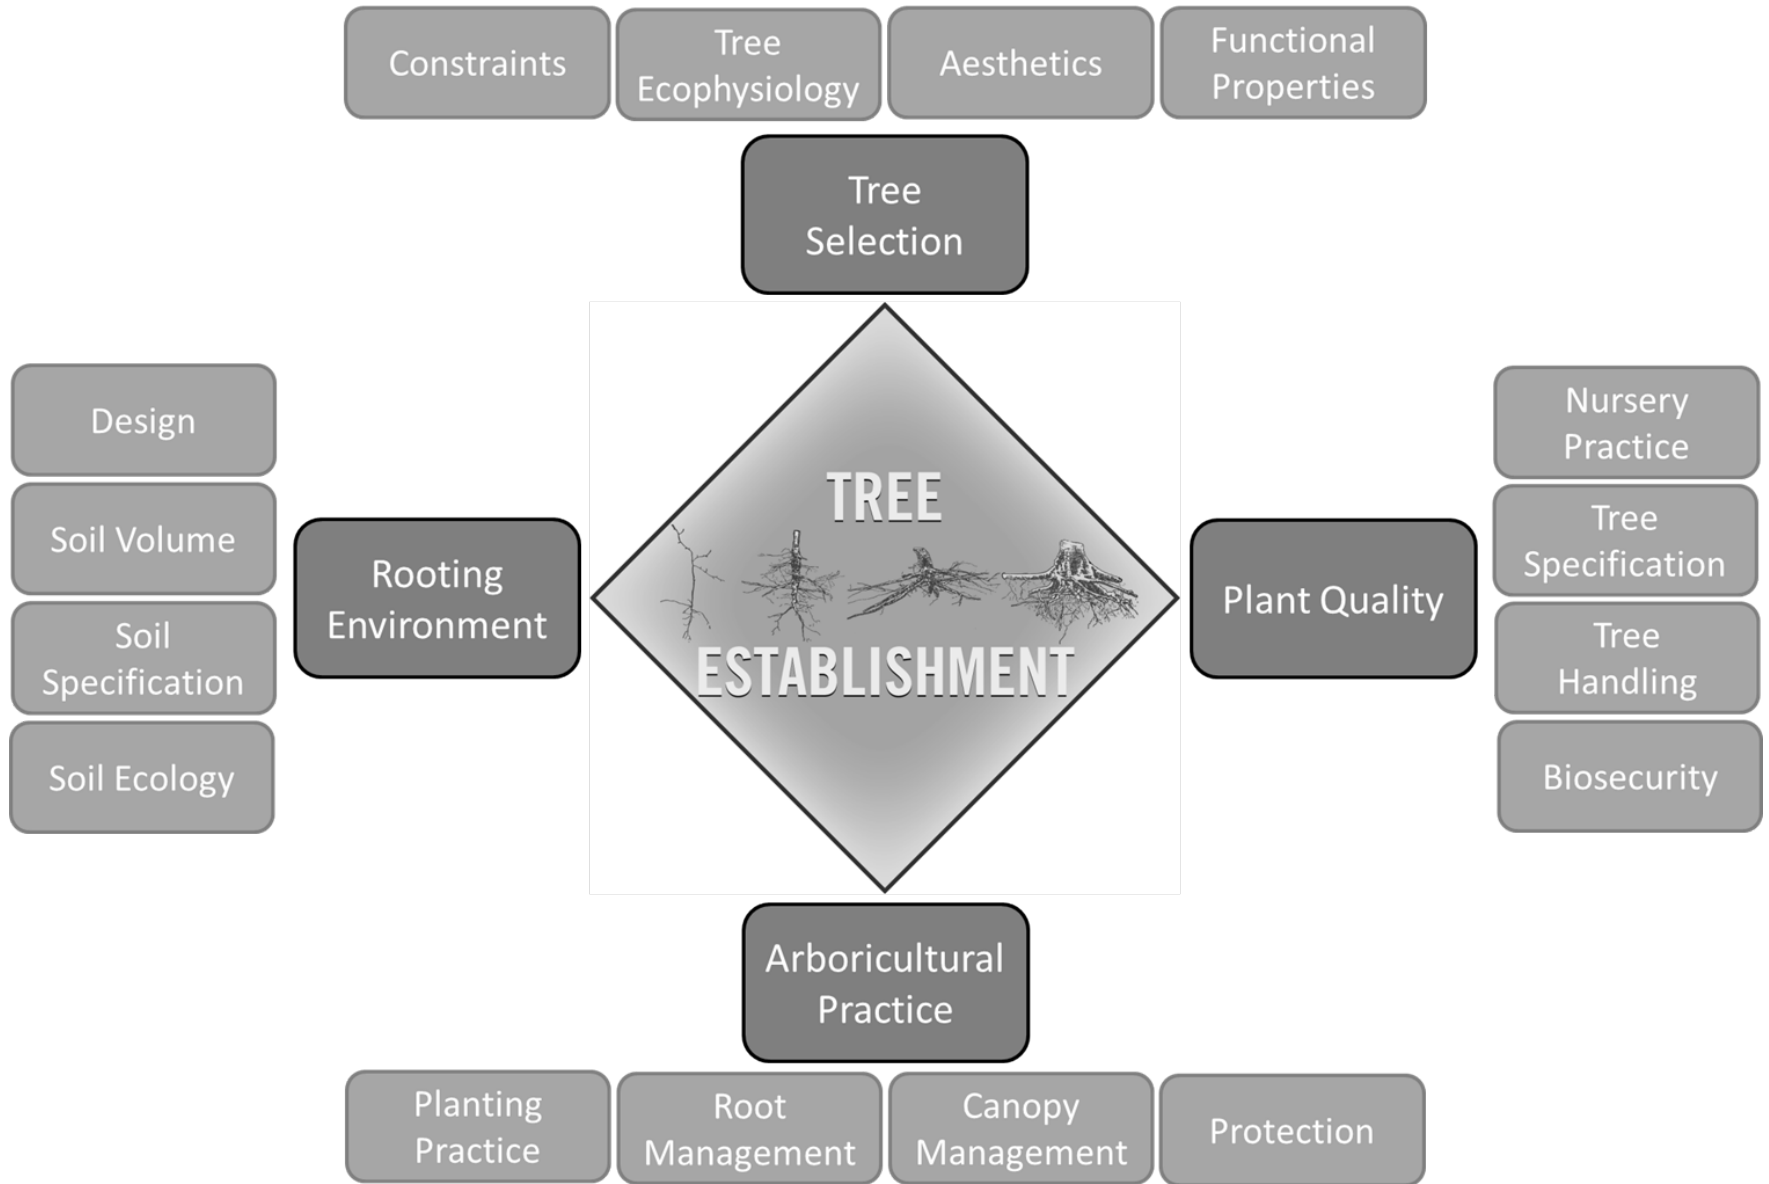 Constraints
Tree
Ecophysiology
Aesthetics
Functional
Properties
Tree
Selection
Design
Soil Volume
Soil
Specification
Soil Ecology
Rooting
Environment
TREE
ESTABLISHMENT
Plant Quality
Nursery
Practice
Tree
Specification
Tree
Handling
Biosecurity
Arboricultural
Practice
Planting
Practice
Root
Management
Canopy
Management
Protection